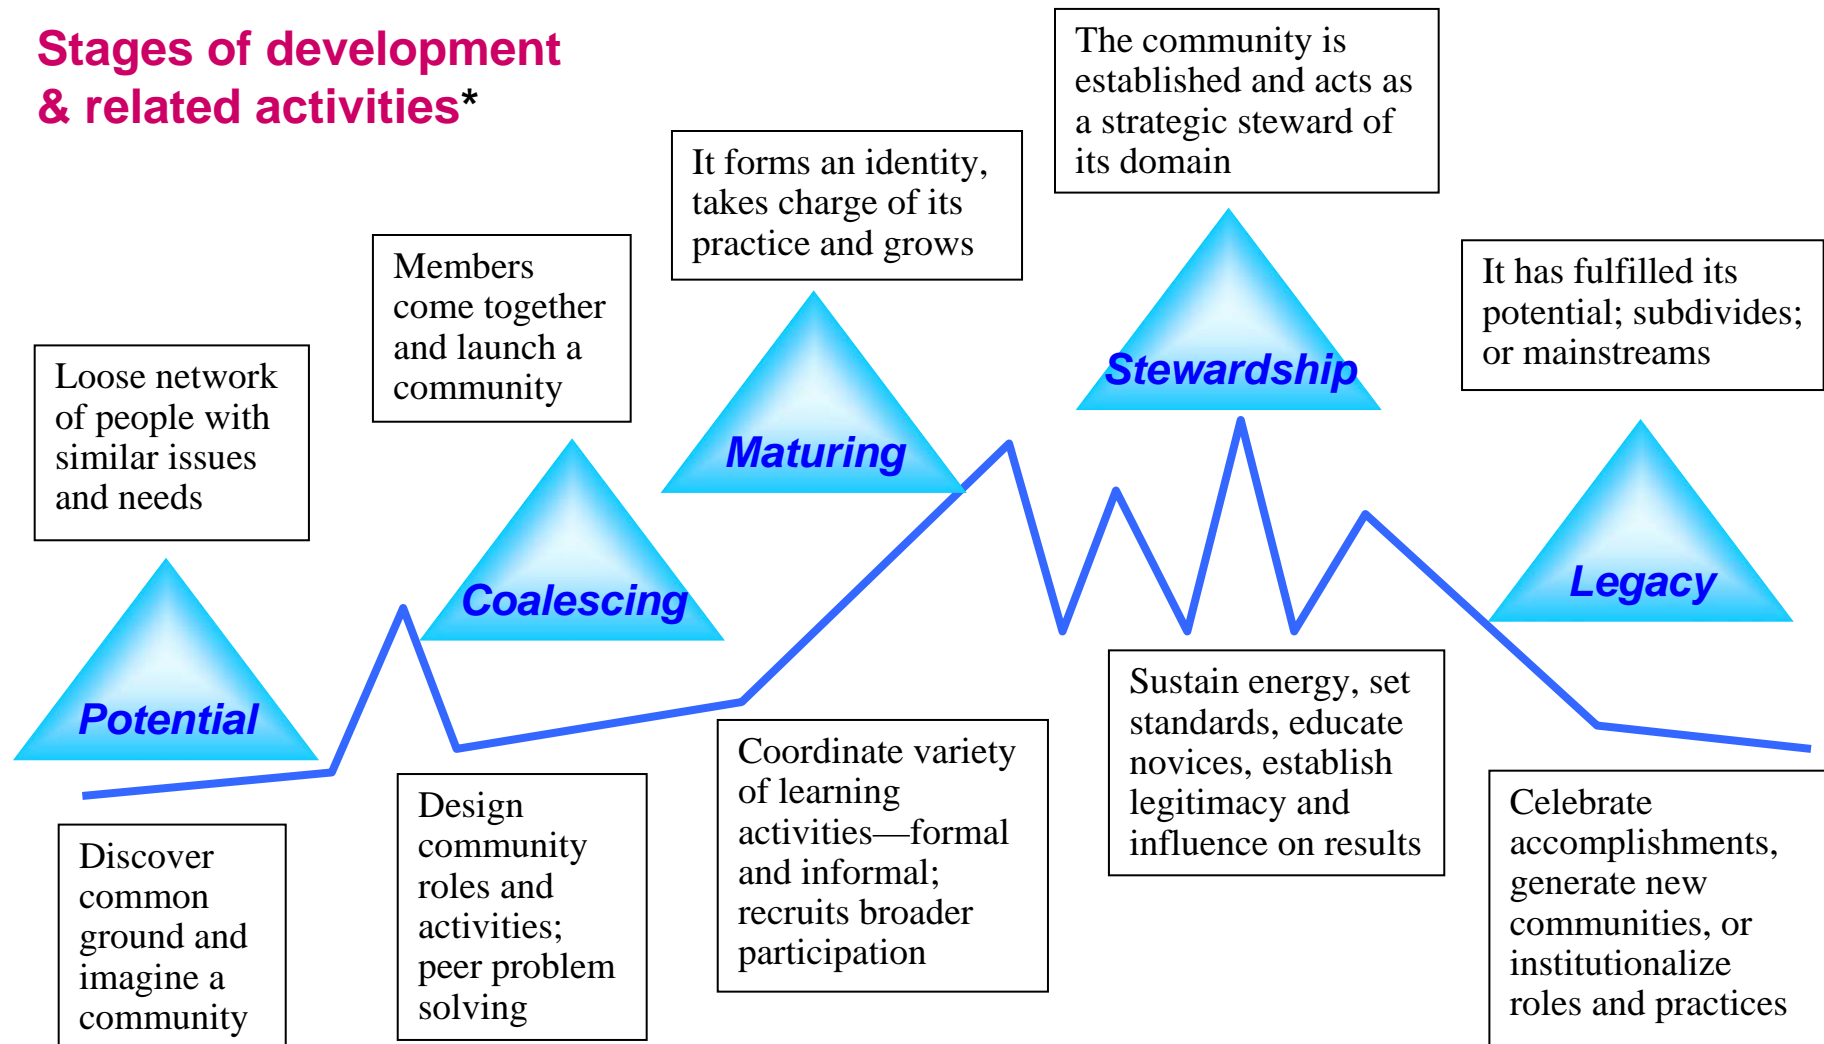 Stages of development
& related activities*
Loose network
of people with
similar issues
and needs
Potential
Discover
common
ground and
imagine a
community
Members
come together
and launch a
community
Coalescing
Design
community
roles and
activities;
peer problem
solving
It forms an identity,
takes charge of its
practice and grows
Maturing
Coordinate variety
of learning
activities—formal
and informal;
recruits broader
participation
The community is
established and acts as
a strategic steward of
its domain
Stewardship
Sustain energy, set
standards, educate
novices, establish
legitimacy and
influence on results
It has fulfilled its
potential; subdivides;
or mainstreams
Legacy
Celebrate
accomplishments,
generate new
communities, or
institutionalize
roles and practices